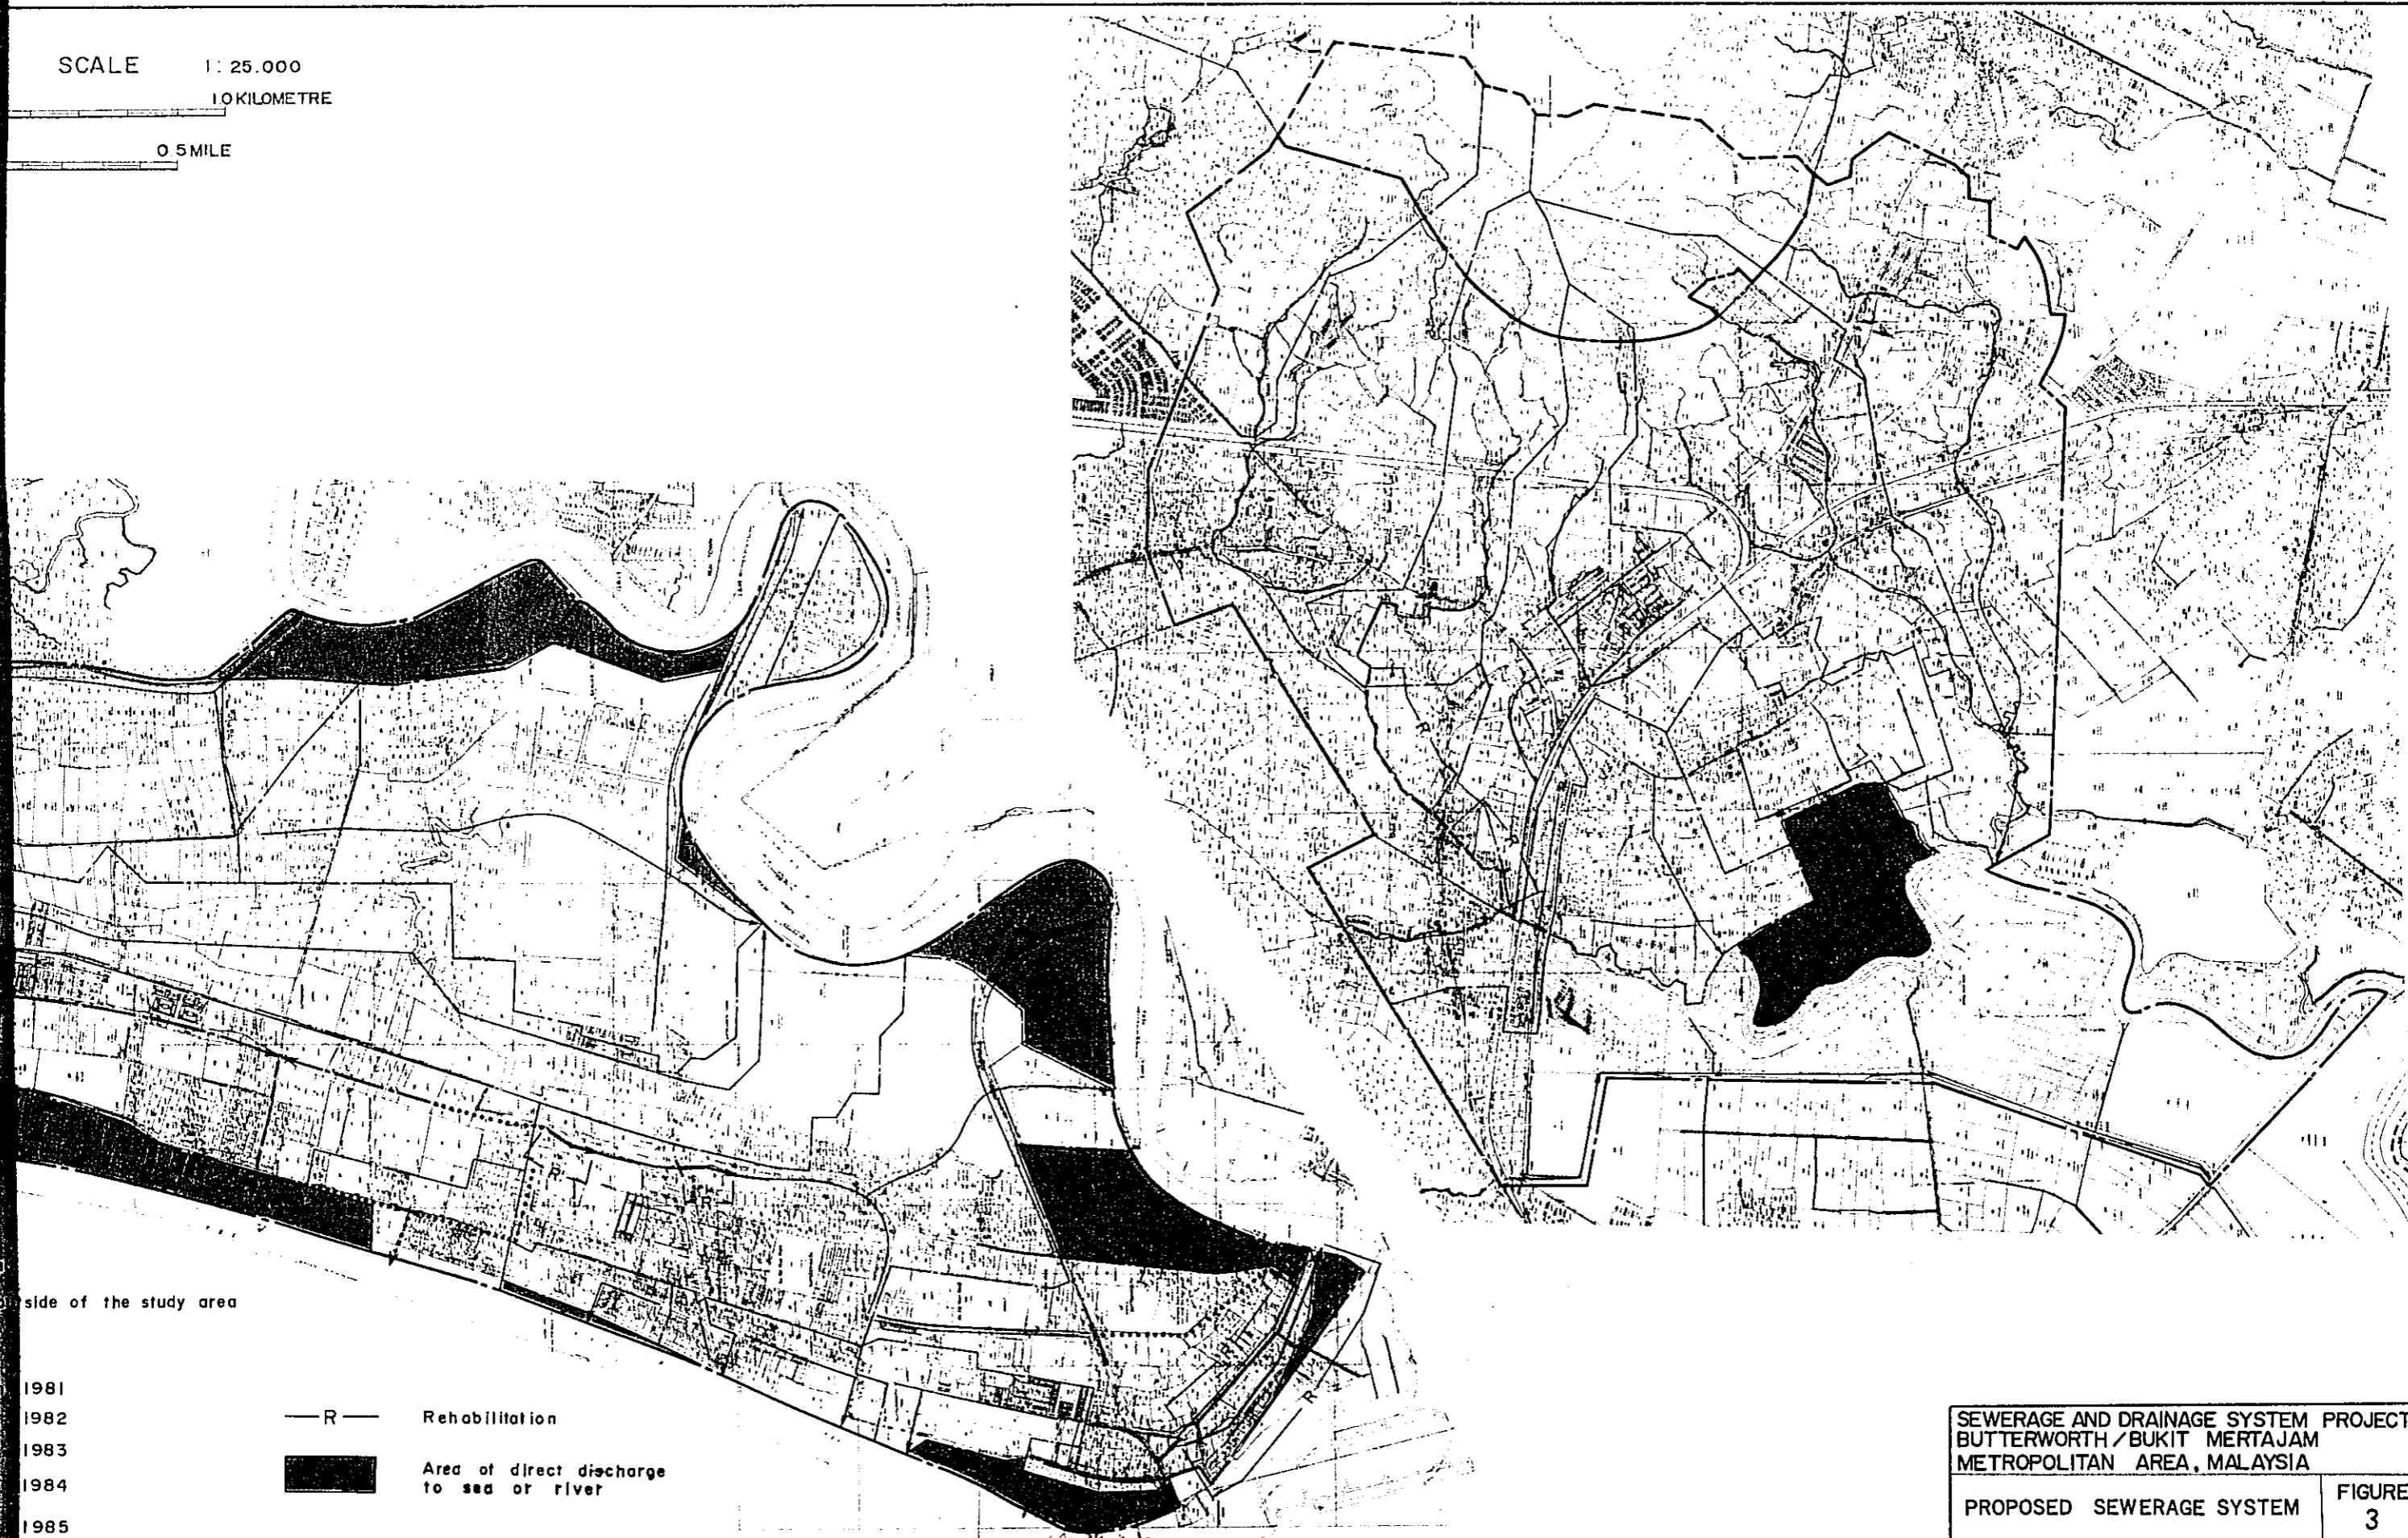 SCALE 1:25.000
1.0 KILOMETRE
0.5 MILE
side of the study area
1981
1982
1983
1984
1985
— R — Rehabilitation
Area of direct discharge
to sea or river
R
R
R
R
R
SEWERAGE AND DRAINAGE SYSTEM PROJECT
BUTTERWORTH / BUKIT MERTAJAM
METROPOLITAN AREA, MALAYSIA
PROPOSED SEWERAGE SYSTEM
FIGURE
3